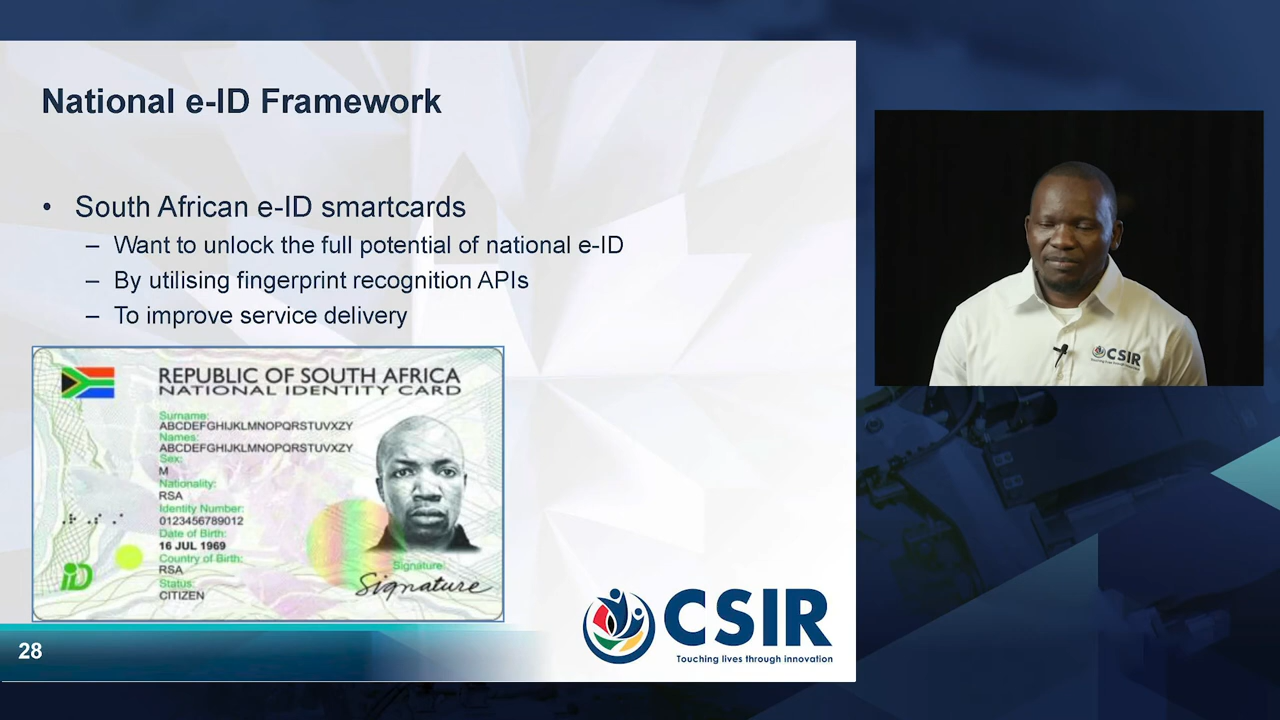 National e-ID Framework
• South African e-ID smartcards
– Want to unlock the full potential of national e-ID
– By utilising fingerprint recognition APIs
– To improve service delivery
REPUBLIC OF SOUTH AFRICA
NATIONAL IDENTITY CARD
Surname:
ABCDEFGHIJKLMNOPQRSTUVXZY
Names:
ABCDEFGHIJKLMNOPQRSTUVXZY
Sex:
M
Nationality:
RSA
Identity Number:
0123456789012
Date of Birth:
16 JUL 1969
Country of Birth:
RSA
Status:
CITIZEN
Signature:
Signature
iD
CSIR
Touching lives through innovation
28
CSIR